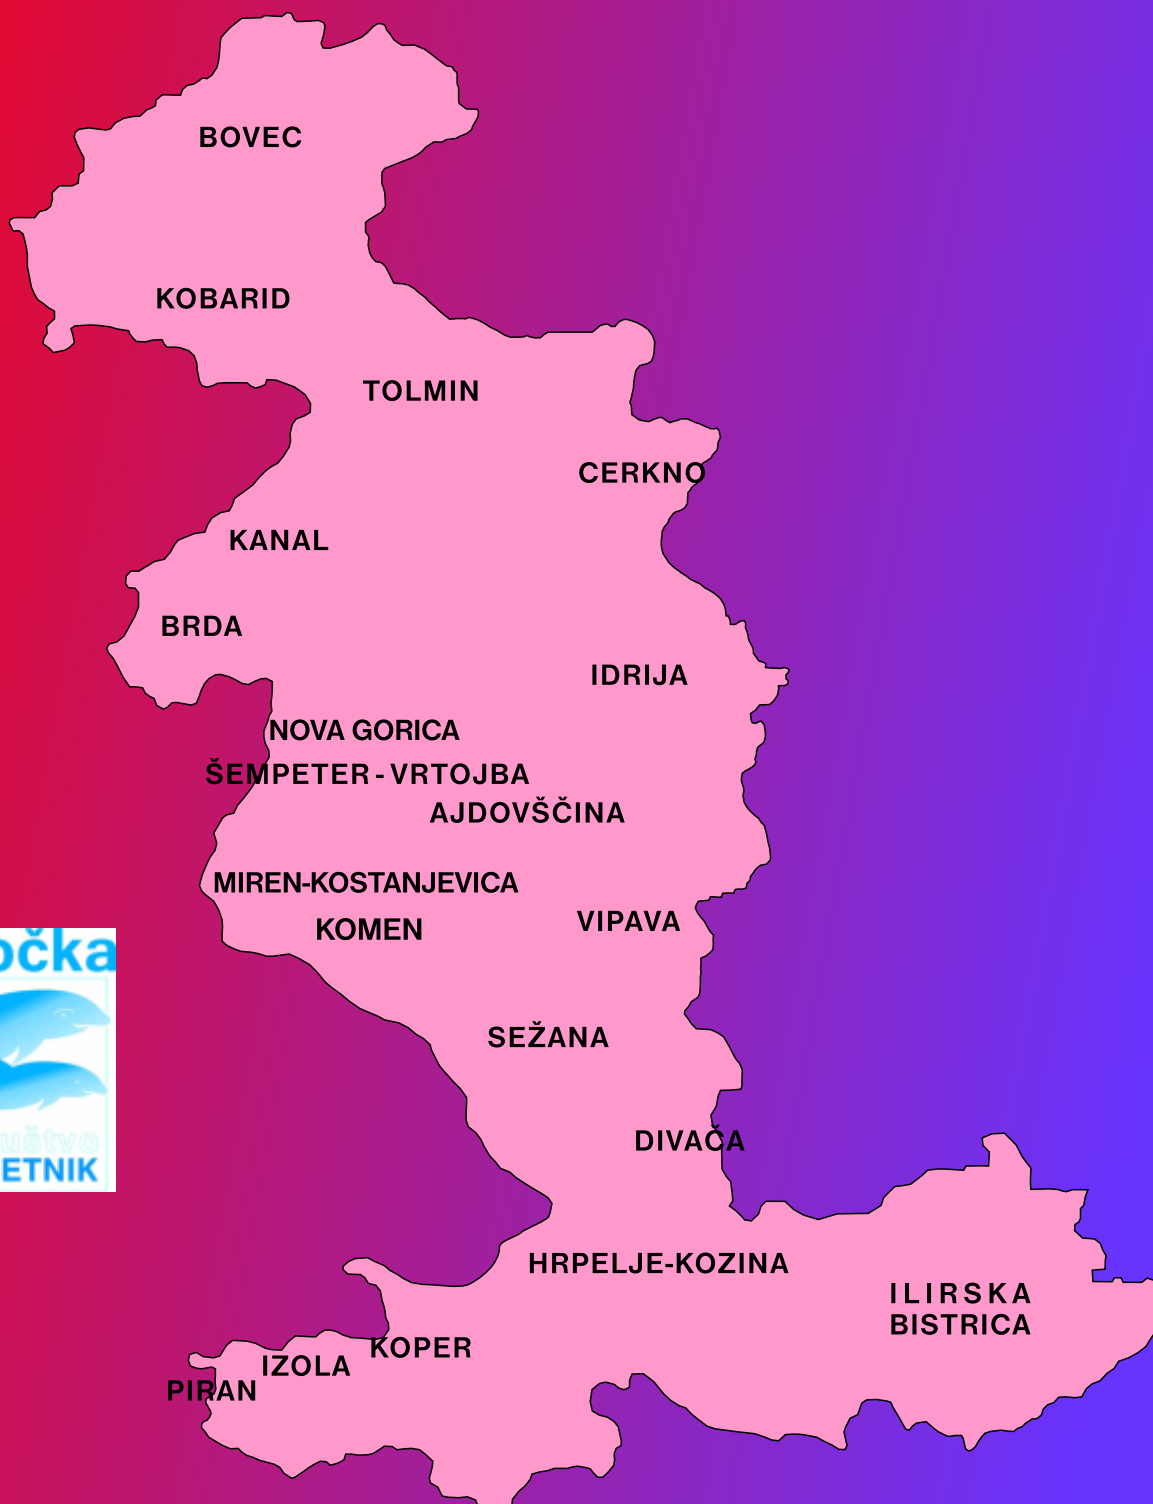 BOVEC
KOBARID
TOLMIN
CERKNO
KANAL
BRDA
IDRIJA
NOVA GORICA
ŠEMPETER - VRTOJBA
AJDOVŠČINA
MIREN-KOSTANJEVICA
VIPAVA
KOMEN
očka
SEŽANA
DIVAČA
uštvo
ETNIK
HRPELJE-KOZINA
ILIRSKA
BISTRICA
KOPER
IZOLA
PIRAN